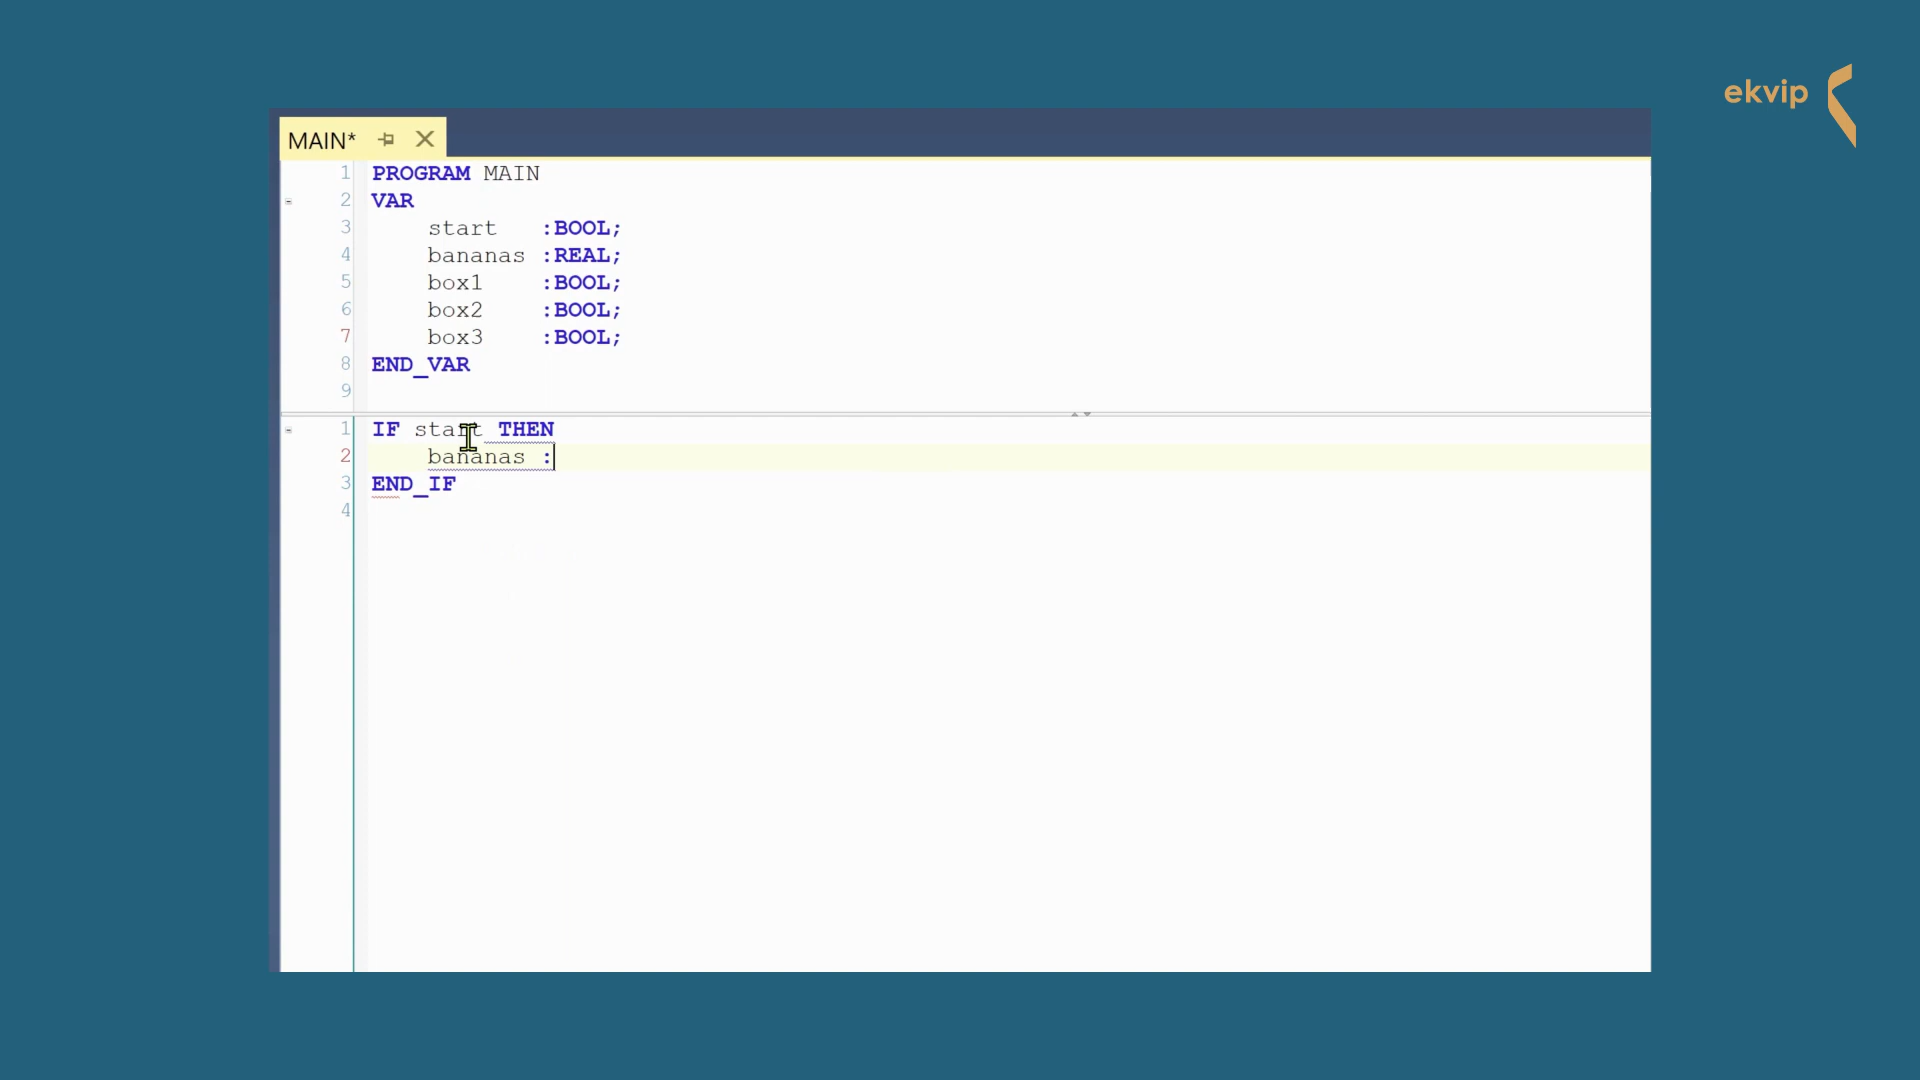 ekvip
MAIN*
1 PROGRAM MAIN
2 VAR
3 start :BOOL;
4 bananas :REAL;
5 box1 :BOOL;
6 box2 :BOOL;
7 box3 :BOOL;
8 END_VAR
9
1 IF start THEN
2 bananas :
3 END_IF
4